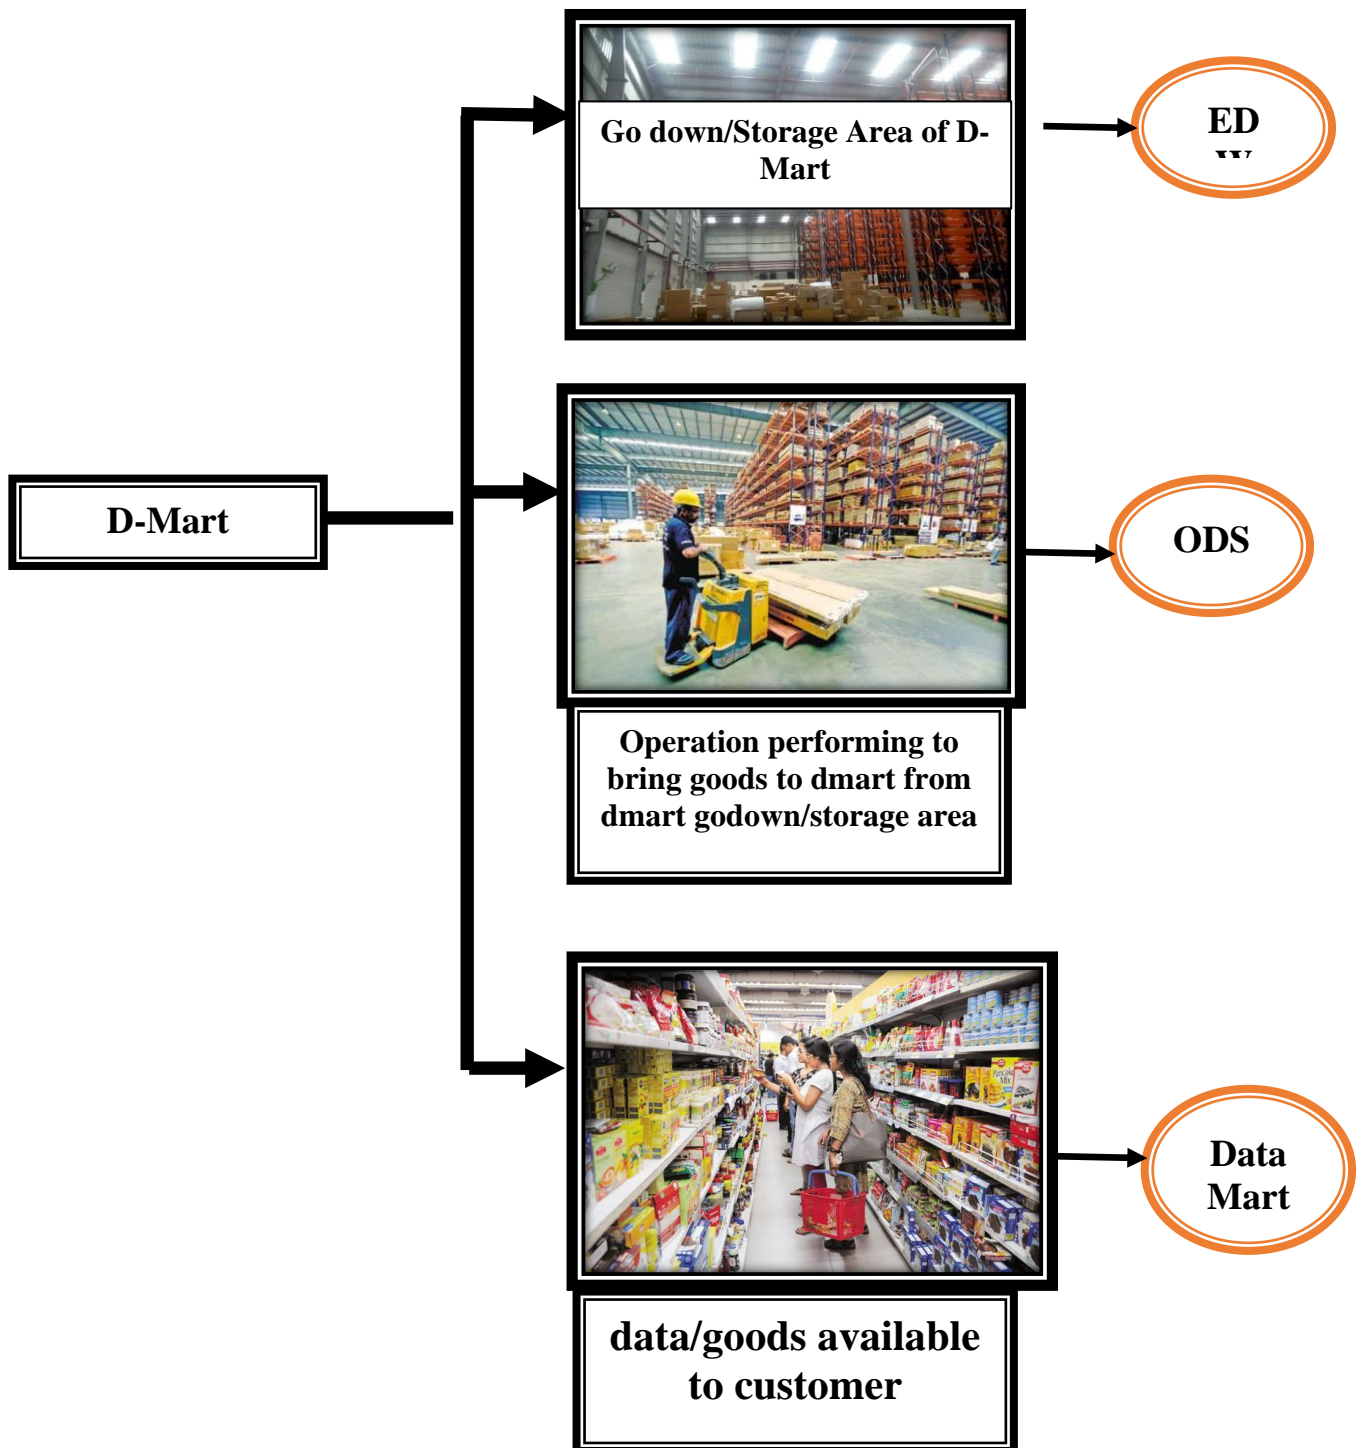 Go down/Storage Area of D-
Mart
ED
W
D-Mart
ODS
Operation performing to
bring goods to dmart from
dmart godown/storage area
Data
Mart
data/goods available
to customer